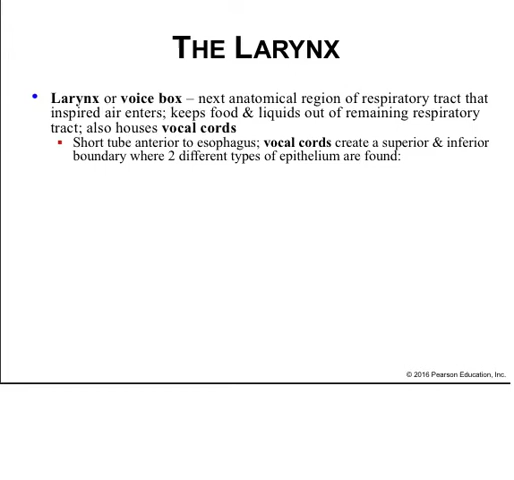 THE LARYNX
• Larynx or voice box – next anatomical region of respiratory tract that
inspired air enters; keeps food & liquids out of remaining respiratory
tract; also houses vocal cords
▪ Short tube anterior to esophagus; vocal cords create a superior & inferior
boundary where 2 different types of epithelium are found:
© 2016 Pearson Education, Inc.